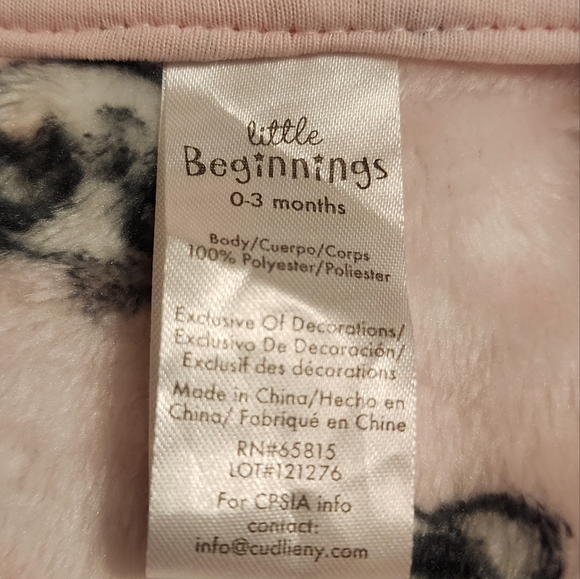 little
Beginnings
0-3 months
Body/Cuerpo/Corps
100% Polyester/Poliester
Exclusive Of Decorations/
Exclusivo De Decoración/
Exclusif des décorations
Made in China/Hecho en
China/ Fabriqué en Chine
RN#65815
LOT#121276
For CPSIA info
contact:
info@cudlieny.com